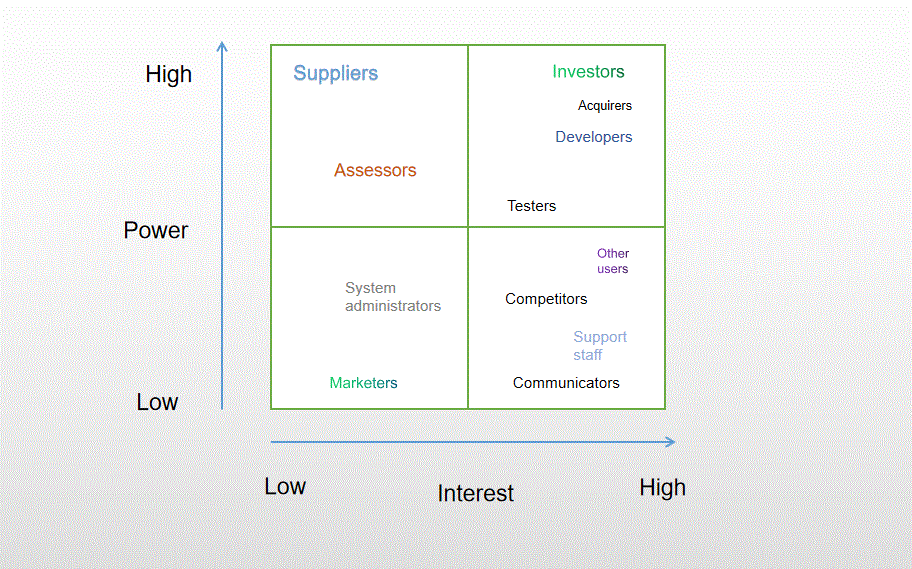 High
Suppliers
Investors
Acquirers
Developers
Assessors
Testers
Power
Other
users
System
administrators
Competitors
Support
staff
Marketers
Communicators
Low
Low
Interest
High